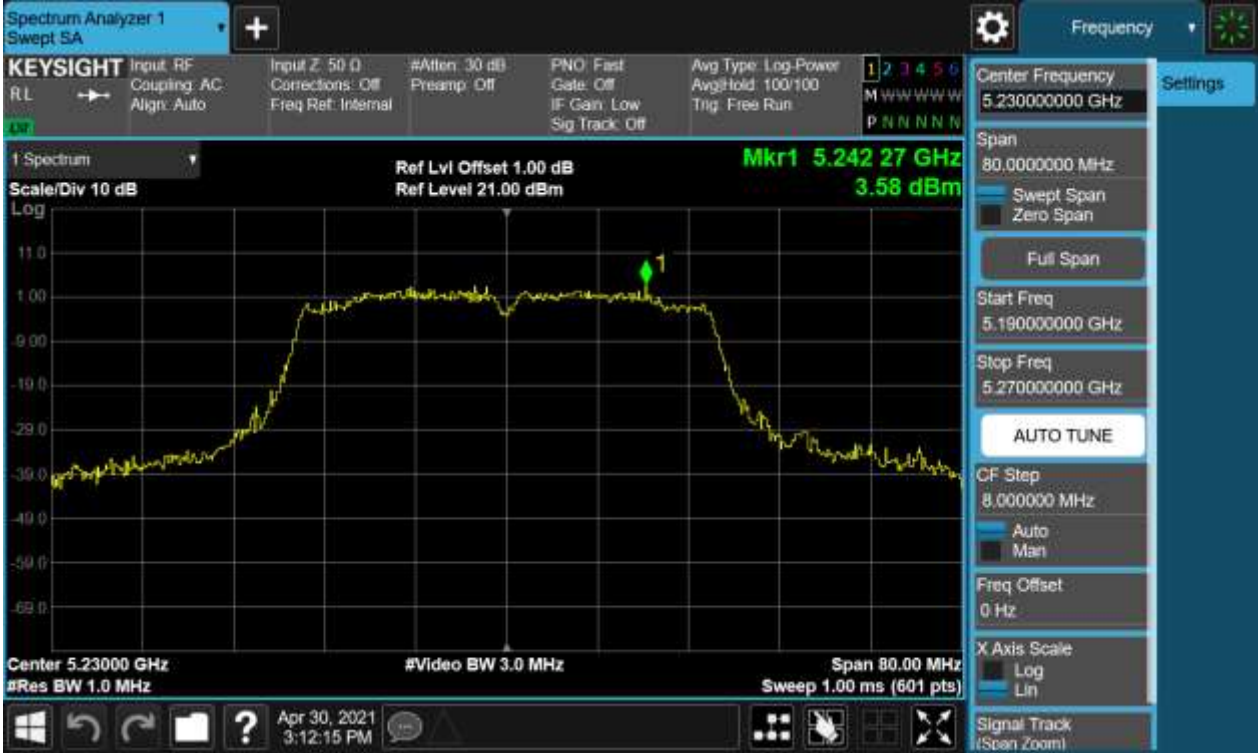 Spectrum Analyzer 1
Swept SA
+
Frequency
KEYSIGHT
RL
Input: RF
Coupling: AC
Align: Auto
Input Z: 50 Ω
Corrections: Off
Freq Ref: Internal
#Atten: 30 dB
Preamp: Off
PNO: Fast
Gate: Off
IF Gain: Low
Sig Track: Off
Avg Type: Log-Power
Avg|Hold: 100/100
Trig: Free Run
1 2 3 4 5 6
M W W W W W
P N N N N N
1 Spectrum
Scale/Div 10 dB
Log
Ref Lvl Offset 1.00 dB
Ref Level 21.00 dBm
Mkr1 5.242 27 GHz
3.58 dBm
1
11.0
1.00
-9.00
-19.0
-29.0
-39.0
-49.0
-59.0
-69.0
Center 5.23000 GHz
#Res BW 1.0 MHz
#Video BW 3.0 MHz
Span 80.00 MHz
Sweep 1.00 ms (601 pts)
Center Frequency
5.230000000 GHz
Settings
Span
80.0000000 MHz
Swept Span
Zero Span
Full Span
Start Freq
5.190000000 GHz
Stop Freq
5.270000000 GHz
AUTO TUNE
CF Step
8.000000 MHz
Auto
Man
Freq Offset
0 Hz
X Axis Scale
Log
Lin
Signal Track
(Span Zoom)
?
Apr 30, 2021
3:12:15 PM